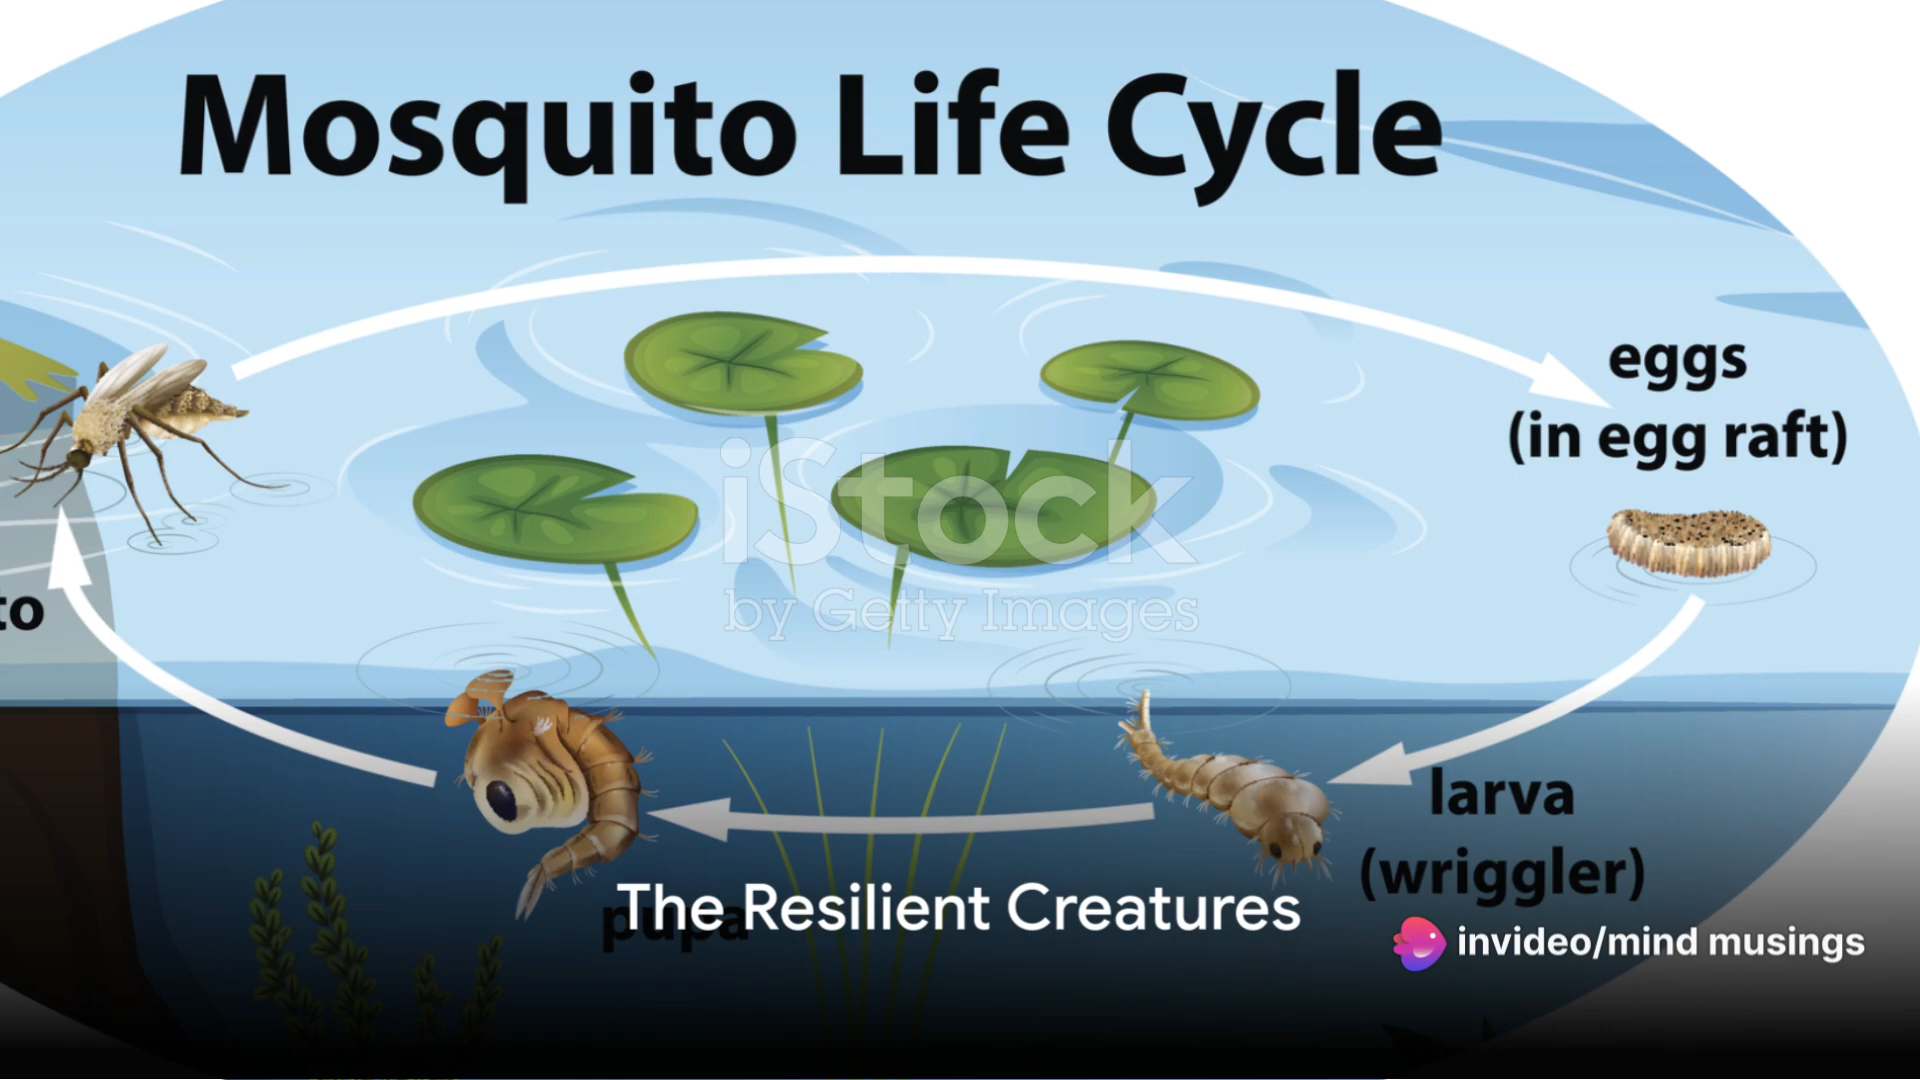 Mosquito Life Cycle
eggs
(in egg raft)
iStock
by Getty Images
to
larva
(wriggler)
pupa
The Resilient Creatures
invideo/mind musings